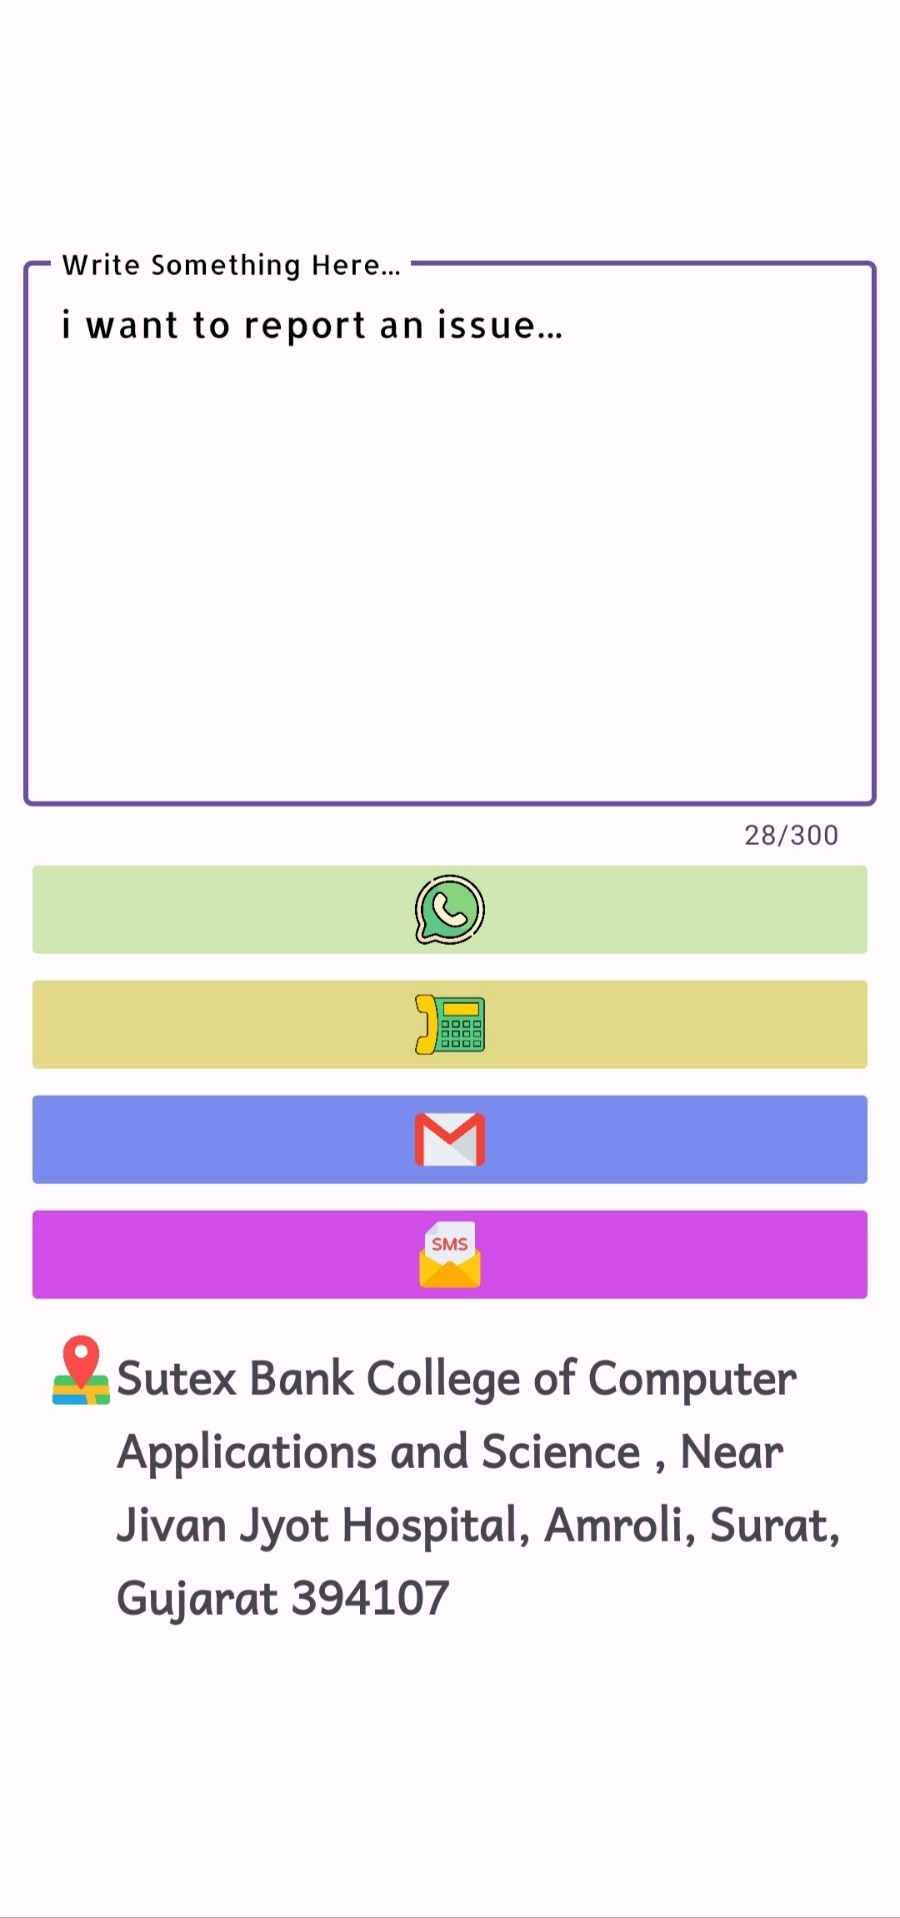 Write Something Here...
i want to report an issue...
28/300
SMS
Sutex Bank College of Computer
Applications and Science , Near
Jivan Jyot Hospital, Amroli, Surat,
Gujarat 394107